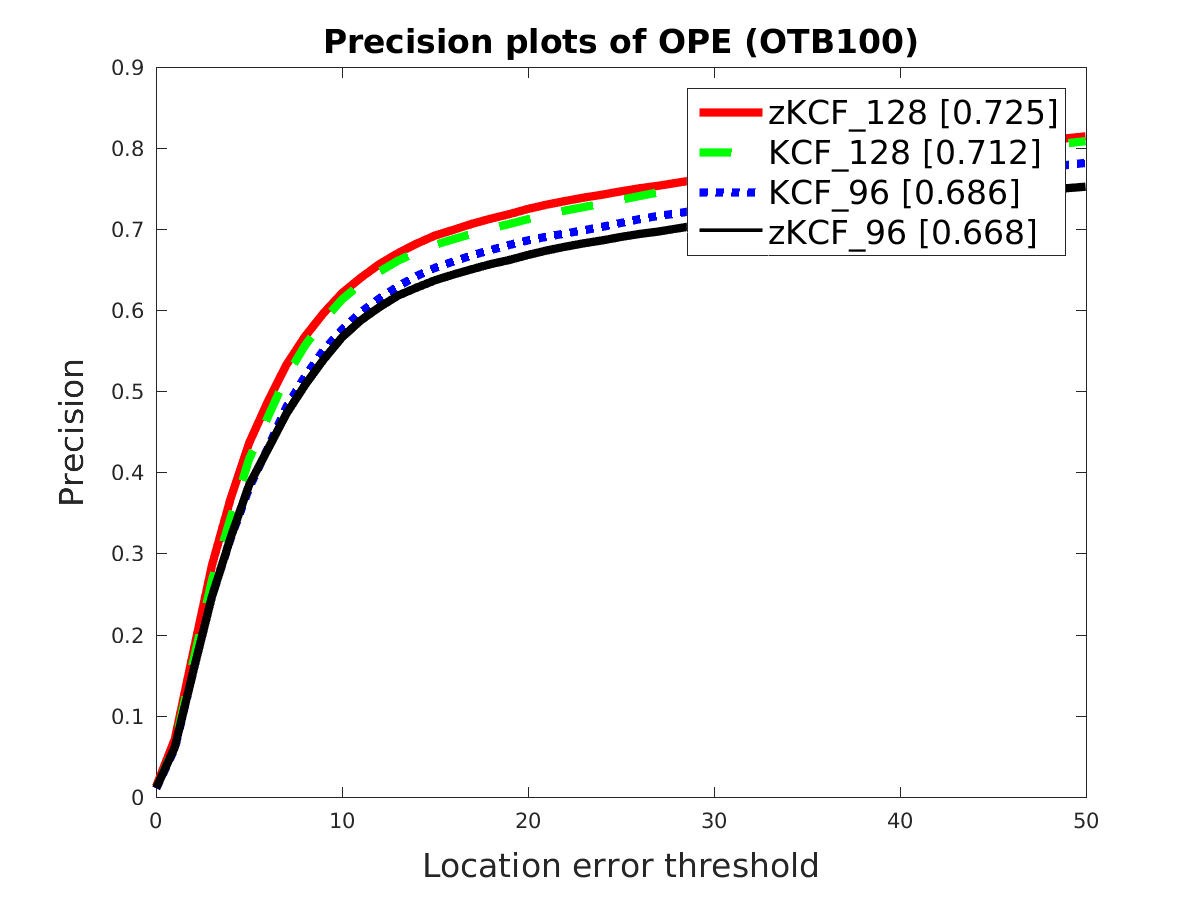 Precision plots of OPE (OTB100)
0.9
0.8
0.7
0.6
0.5
0.4
0.3
0.2
0.1
0
Precision
zKCF_128 [0.725]
KCF_128 [0.712]
KCF_96 [0.686]
zKCF_96 [0.668]
0 10 20 30 40 50
Location error threshold